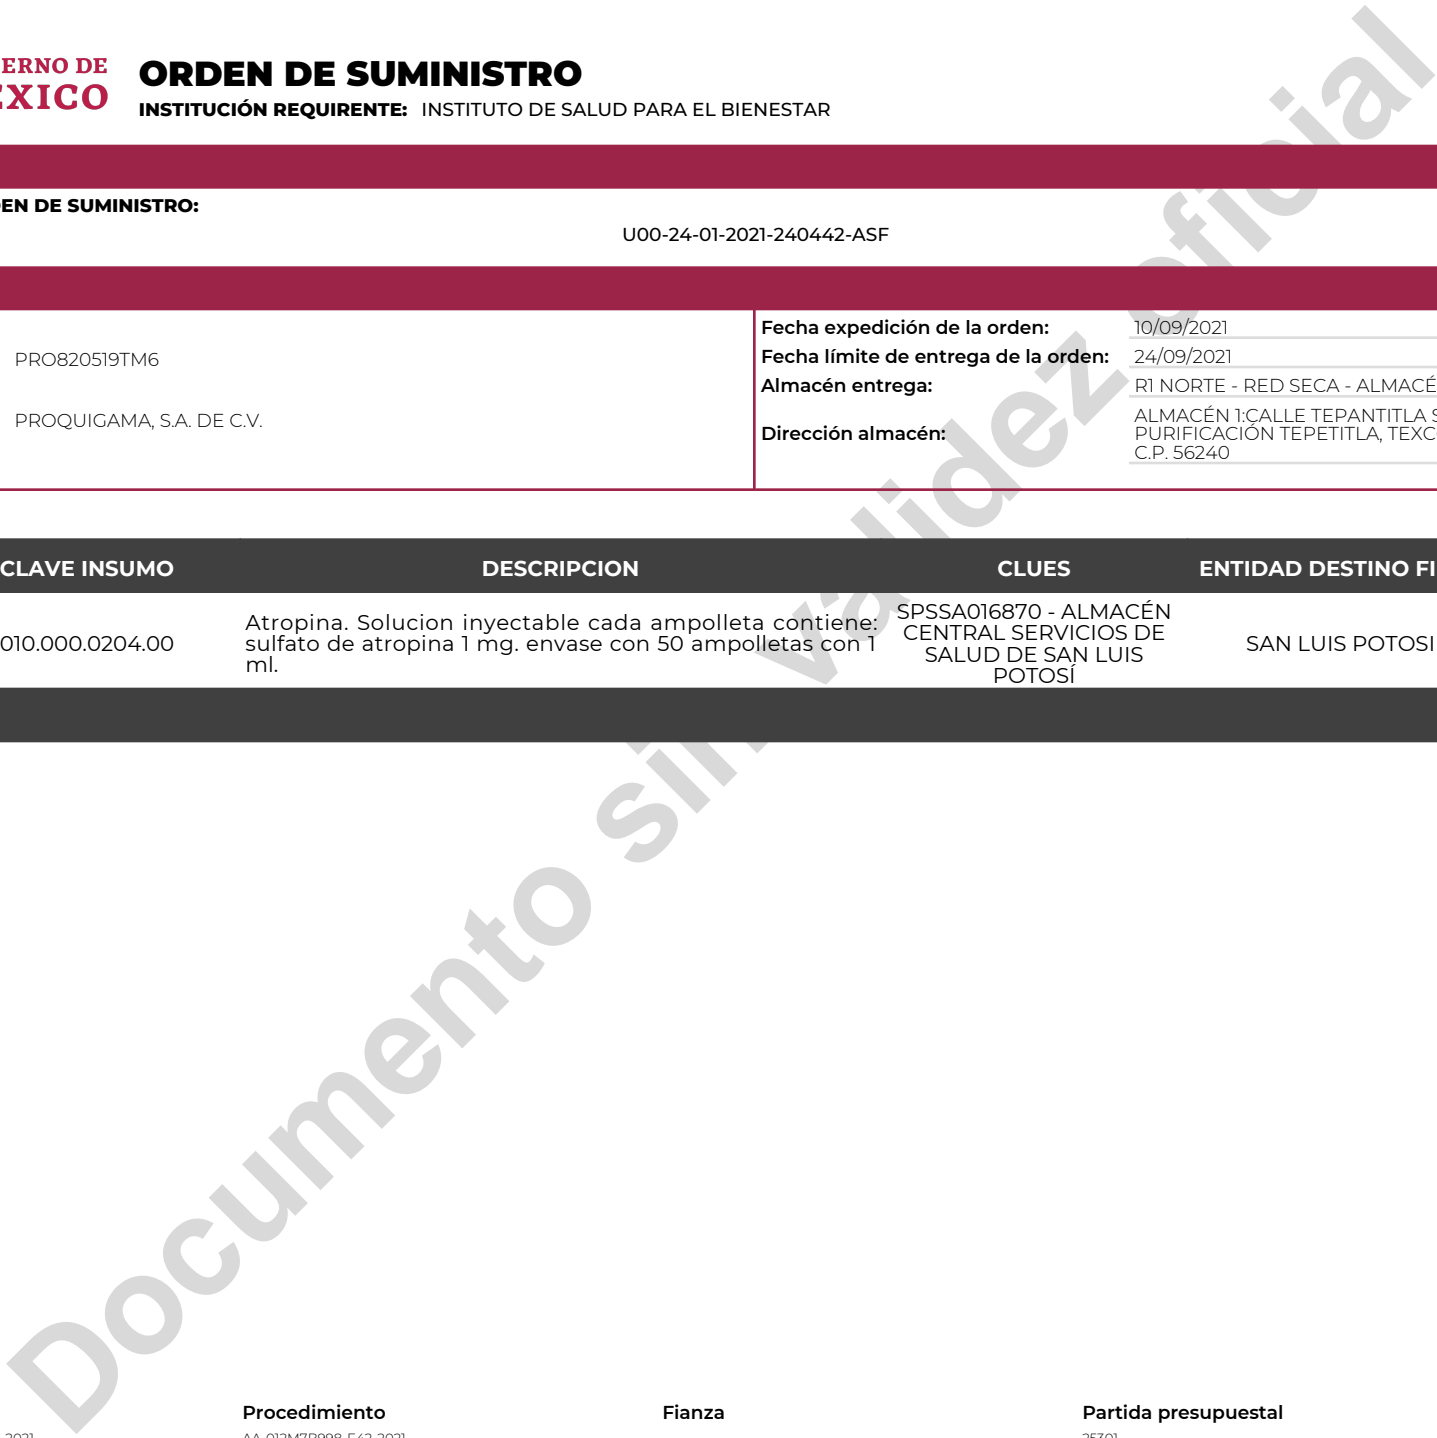 ERNO DE
EXICO
ORDEN DE SUMINISTRO
INSTITUCIÓN REQUIRENTE: INSTITUTO DE SALUD PARA EL BIENESTAR
EN DE SUMINISTRO:
U00-24-01-2021-240442-ASF
PRO820519TM6
PROQUIGAMA, S.A. DE C.V.
Fecha expedición de la orden: 10/09/2021
Fecha límite de entrega de la orden: 24/09/2021
Almacén entrega: R1 NORTE - RED SECA - ALMACÉ
Dirección almacén:
ALMACÉN 1:CALLE TEPANTITLA S
PURIFICACIÓN TEPETITLA, TEXC
C.P. 56240
CLAVE INSUMO DESCRIPCION CLUES ENTIDAD DESTINO FI
010.000.0204.00
Atropina. Solucion inyectable cada ampolleta contiene:
sulfato de atropina 1 mg. envase con 50 ampolletas con 1
ml.
SPSSA016870 - ALMACÉN
CENTRAL SERVICIOS DE
SALUD DE SAN LUIS
POTOSÍ
SAN LUIS POTOSI
Documento sin validez oficial
Procedimiento Fianza Partida presupuestal